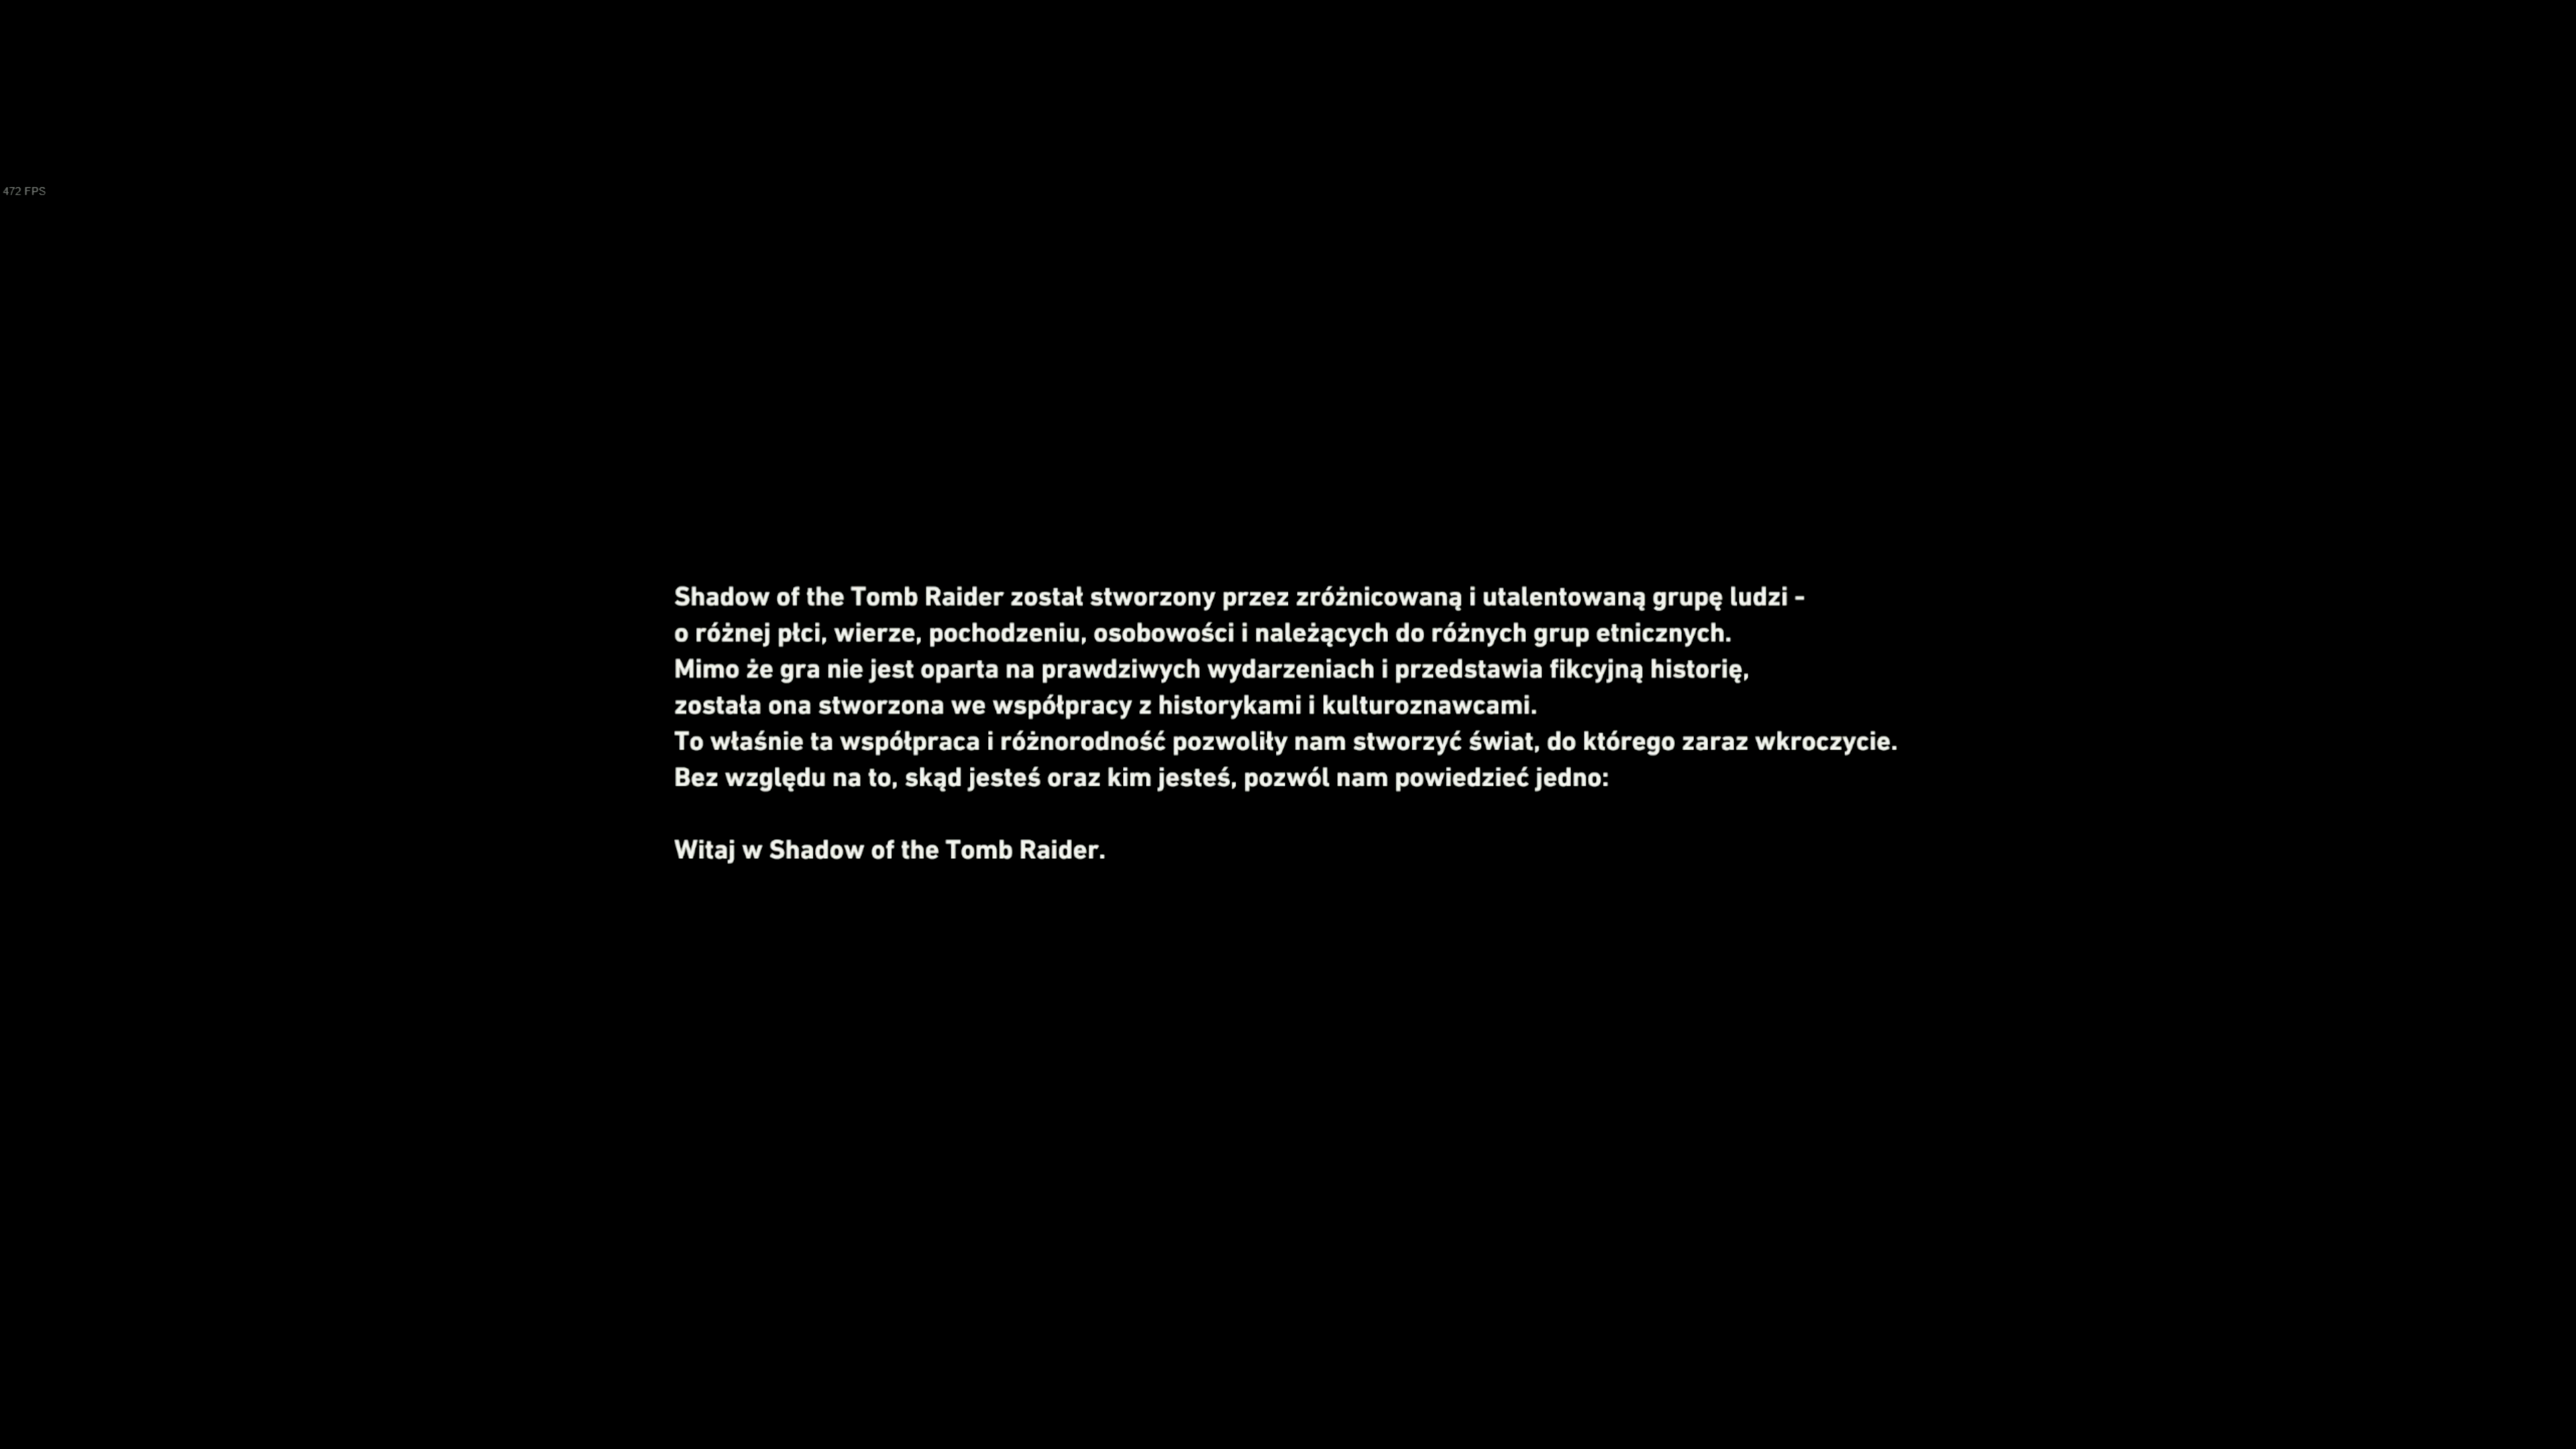 472 FPS
Shadow of the Tomb Raider został stworzony przez zróżnicowaną i utalentowaną grupę ludzi -
o różnej płci, wierze, pochodzeniu, osobowości i należących do różnych grup etnicznych.
Mimo że gra nie jest oparta na prawdziwych wydarzeniach i przedstawia fikcyjną historię,
została ona stworzona we współpracy z historykami i kulturoznawcami.
To właśnie ta współpraca i różnorodność pozwoliły nam stworzyć świat, do którego zaraz wkroczycie.
Bez względu na to, skąd jesteś oraz kim jesteś, pozwól nam powiedzieć jedno:
Witaj w Shadow of the Tomb Raider.